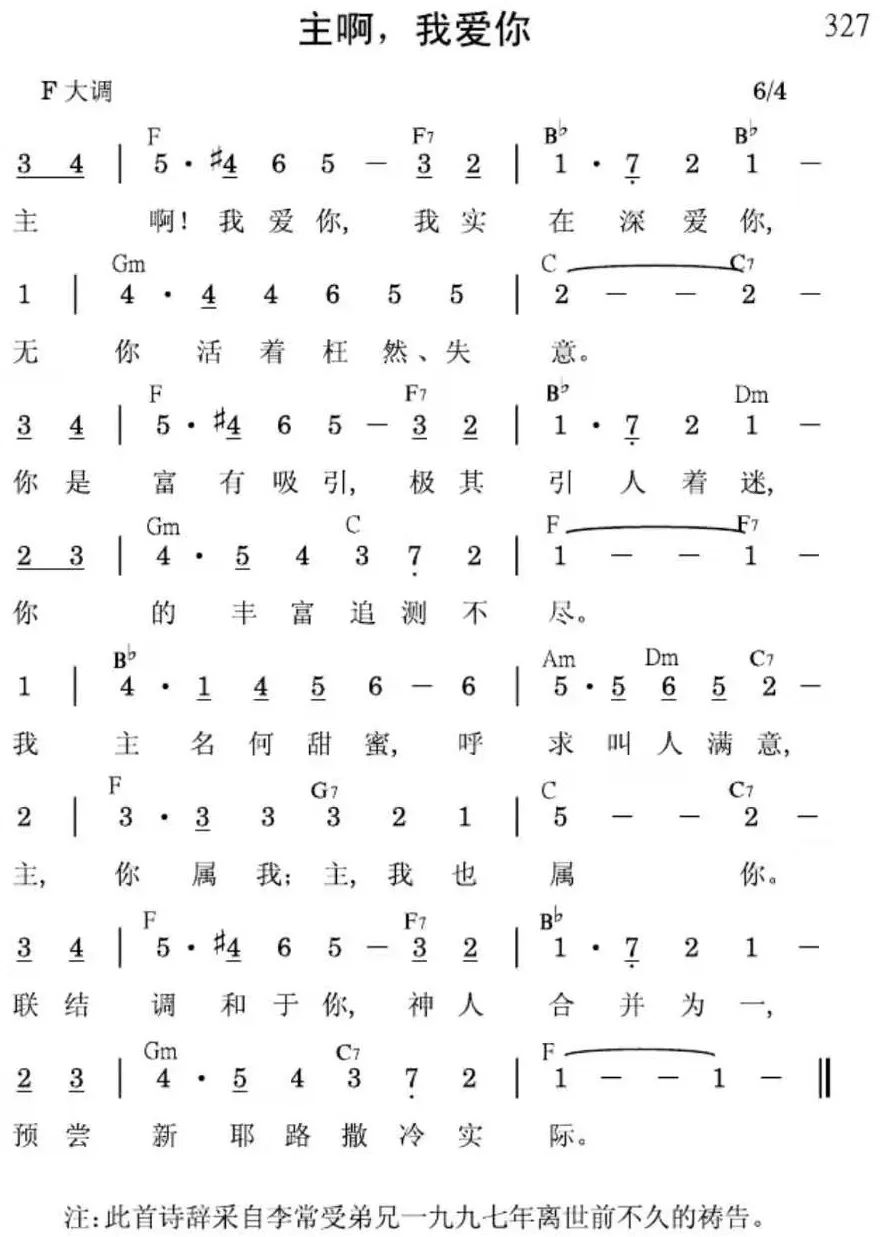 主啊，我爱你 327
F 大调 6/4
F F7 B♭ B♭
3 4 | 5 · #4 6 5 － 3 2 | 1 · 7 2 1 －
主 啊！我 爱 你， 我 实 在 深 爱 你，
Gm C C7
1 | 4 · 4 4 6 5 5 | 2 － － 2 －
无 你 活 着 枉 然、失 意。
F F7 B♭ Dm
3 4 | 5 · #4 6 5 － 3 2 | 1 · 7 2 1 －
你 是 富 有 吸 引， 极 其 引 人 着 迷，
Gm C F F7
2 3 | 4 · 5 4 3 7 2 | 1 － － 1 －
你 的 丰 富 追 测 不 尽。
B♭ Am Dm C7
1 | 4 · 1 4 5 6 － 6 | 5 · 5 6 5 2 －
我 主 名 何 甜 蜜， 呼 求 叫 人 满 意，
F G7 C C7
2 | 3 · 3 3 3 2 1 | 5 － － 2 －
主， 你 属 我；主，我 也 属 你。
F F7 B♭
3 4 | 5 · #4 6 5 － 3 2 | 1 · 7 2 1 －
联 结 调 和 于 你， 神 人 合 并 为 一，
Gm C7 F
2 3 | 4 · 5 4 3 7 2 | 1 － － 1 － ‖
预 尝 新 耶 路 撒 冷 实 际。
注：此首诗辞采自李常受弟兄一九九七年离世前不久的祷告。